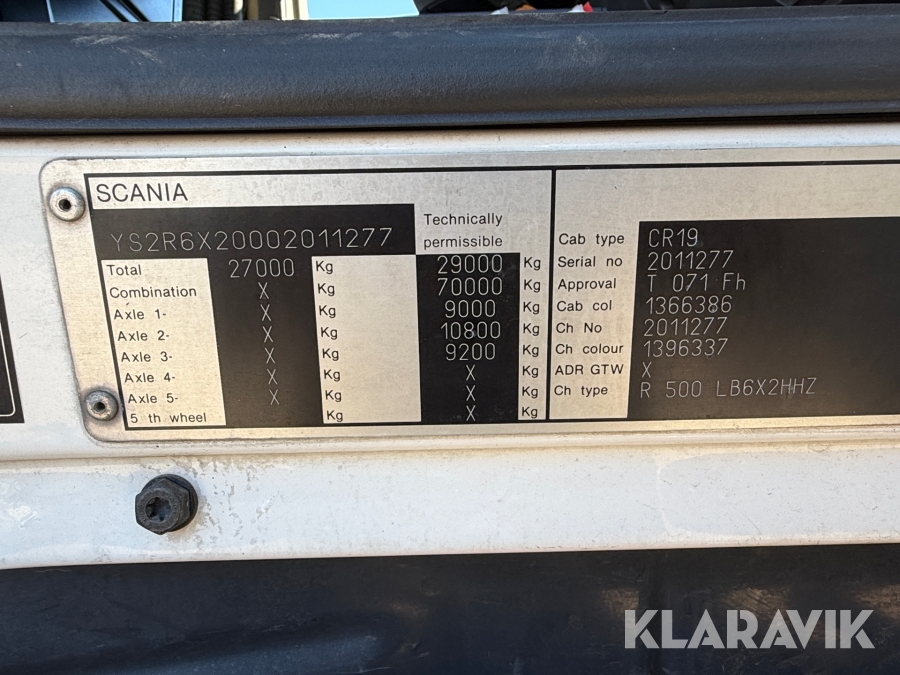 SCANIA
YS2R6X20002011277
Technically
permissible
Total 27000 Kg 29000 Kg
Combination X Kg 70000 Kg
Axle 1- X Kg 9000 Kg
Axle 2- X Kg 10800 Kg
Axle 3- X Kg 9200 Kg
Axle 4- X Kg X Kg
Axle 5- X Kg X Kg
5 th wheel Kg X Kg
Cab type CR19
Serial no 2011277
Approval T 071 Fh
Cab col 1366386
Ch No 2011277
Ch colour 1396337
ADR GTW X
Ch type R 500 LB6X2HHZ
KLARAVIK